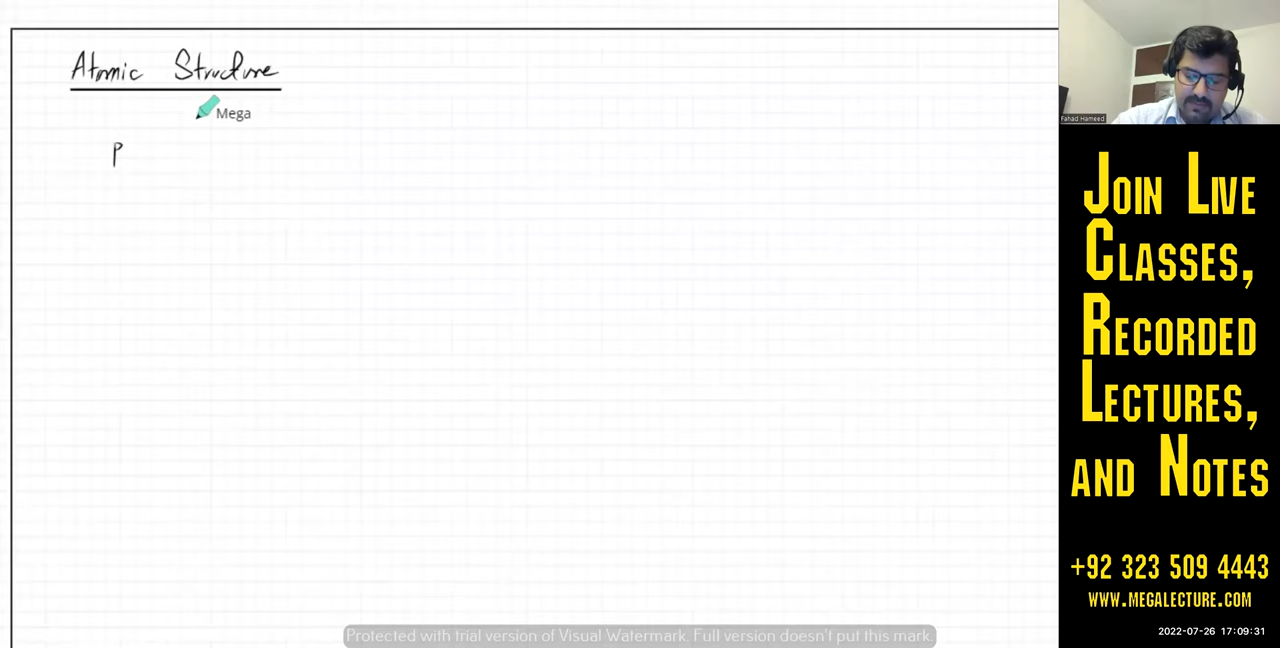 Atomic Structure
Mega
P
Fahad Hameed
JOIN LIVE
CLASSES,
RECORDED
LECTURES,
AND NOTES
+92 323 509 4443
WWW.MEGALECTURE.COM
2022-07-26 17:09:31
Protected with trial version of Visual Watermark. Full version doesn't put this mark.